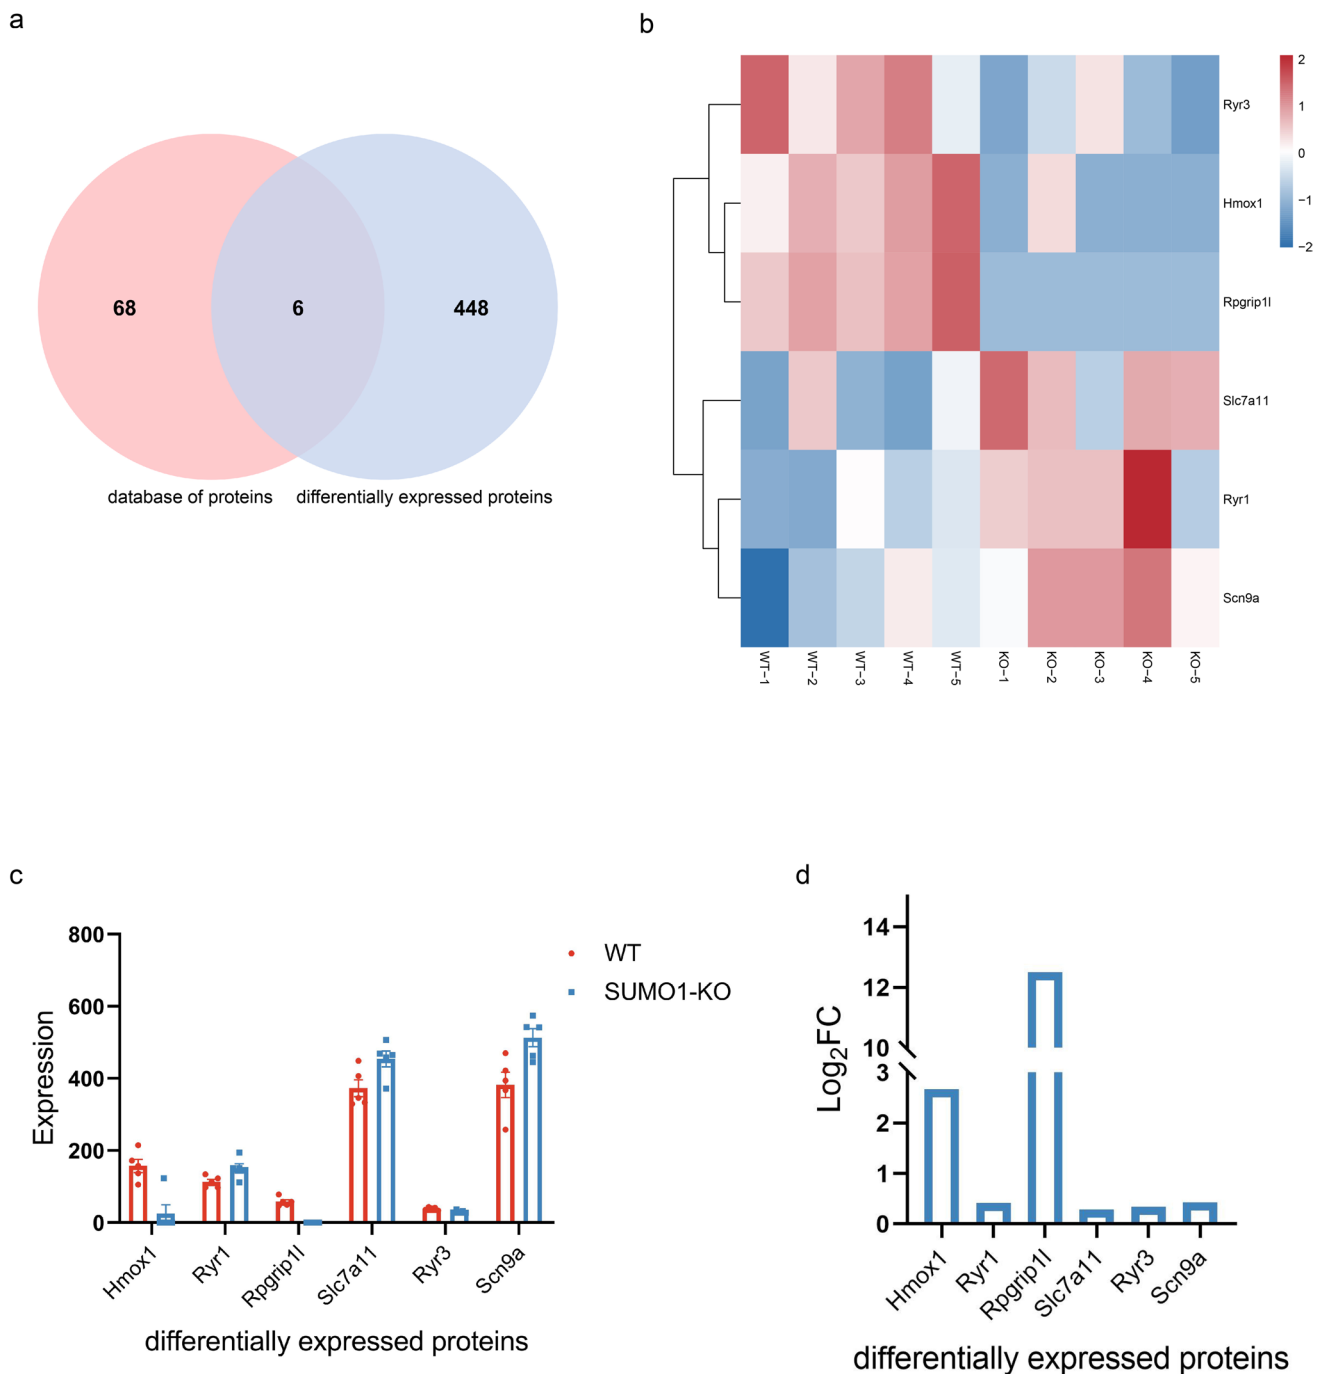 a
68
6
448
database of proteins
differentially expressed proteins
b
2
1
0
−1
−2
Ryr3
Hmox1
Rpgrip1l
Slc7a11
Ryr1
Scn9a
WT−1
WT−2
WT−3
WT−4
WT−5
KO−1
KO−2
KO−3
KO−4
KO−5
c
800
600
400
200
0
Expression
WT
SUMO1-KO
Hmox1
Ryr1
Rpgrip1l
Slc7a11
Ryr3
Scn9a
differentially expressed proteins
d
14
12
10
3
2
1
0
Log2FC
Hmox1
Ryr1
Rpgrip1l
Slc7a11
Ryr3
Scn9a
differentially expressed proteins